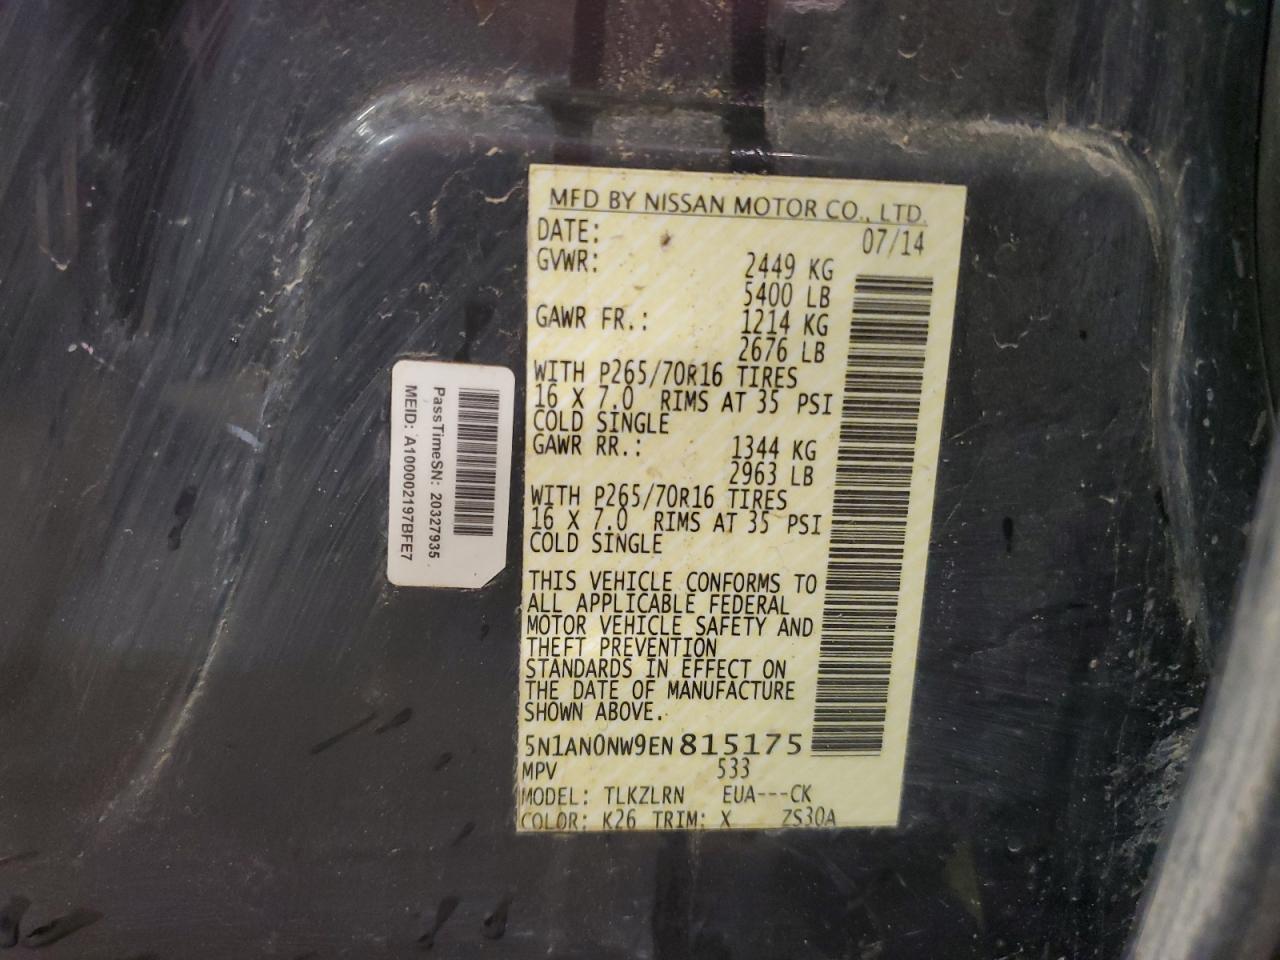 MFD BY NISSAN MOTOR CO., LTD.
DATE: 07/14
GVWR: 2449 KG
5400 LB
GAWR FR.: 1214 KG
2676 LB
WITH P265/70R16 TIRES
16 X 7.0 RIMS AT 35 PSI
COLD SINGLE
GAWR RR.: 1344 KG
2963 LB
WITH P265/70R16 TIRES
16 X 7.0 RIMS AT 35 PSI
COLD SINGLE
THIS VEHICLE CONFORMS TO
ALL APPLICABLE FEDERAL
MOTOR VEHICLE SAFETY AND
THEFT PREVENTION
STANDARDS IN EFFECT ON
THE DATE OF MANUFACTURE
SHOWN ABOVE.
5N1AN0NW9EN815175
MPV 533
MODEL: TLKZLRN EUA---CK
COLOR: K26 TRIM: X ZS30A
PassTimeSN: 20327935
MEID: A100002197BFE7